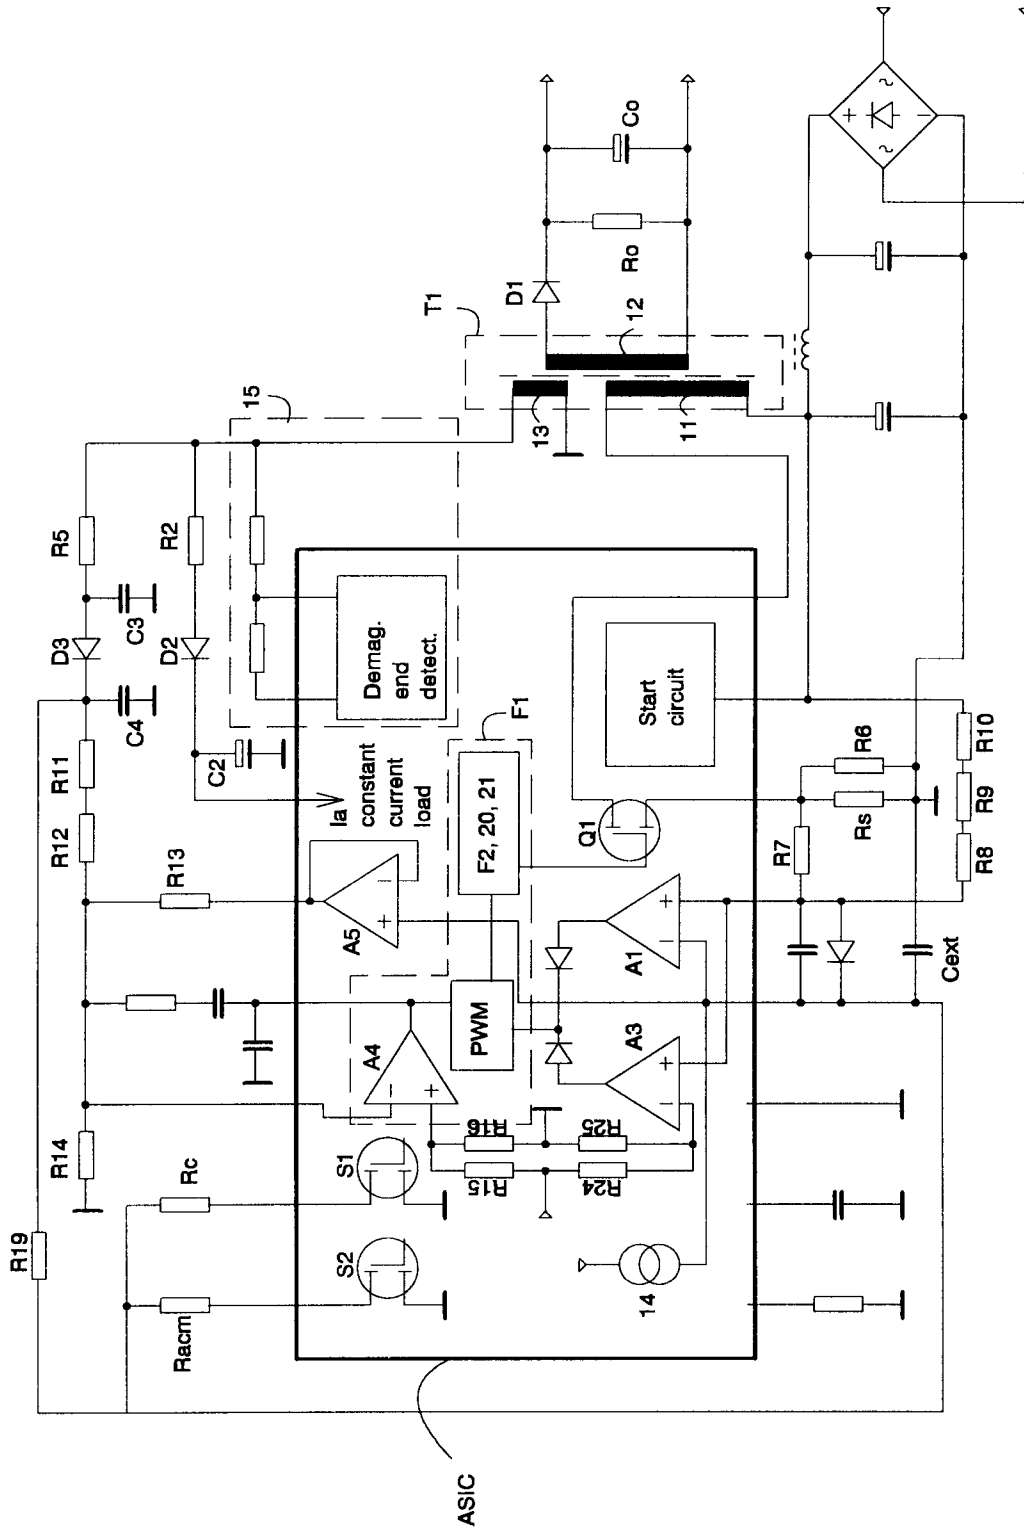 R19
R14
R12
R11
C4
D3
C3
R5
Racm
Rc
R13
C2
D2
R2
15
S2
S1
A4
A5
Ia
constant
current
load
Demag.
end
detect.
F1
T1
R15
R16
PWM
F2, 20, 21
13
D1
R24
R25
Q1
Start
circuit
11
12
Ro
Co
14
A3
A1
R7
Rs
R6
Cext
R8
R9
R10
+
−
~
~
+
−
+
−
+
−
+
−
ASIC